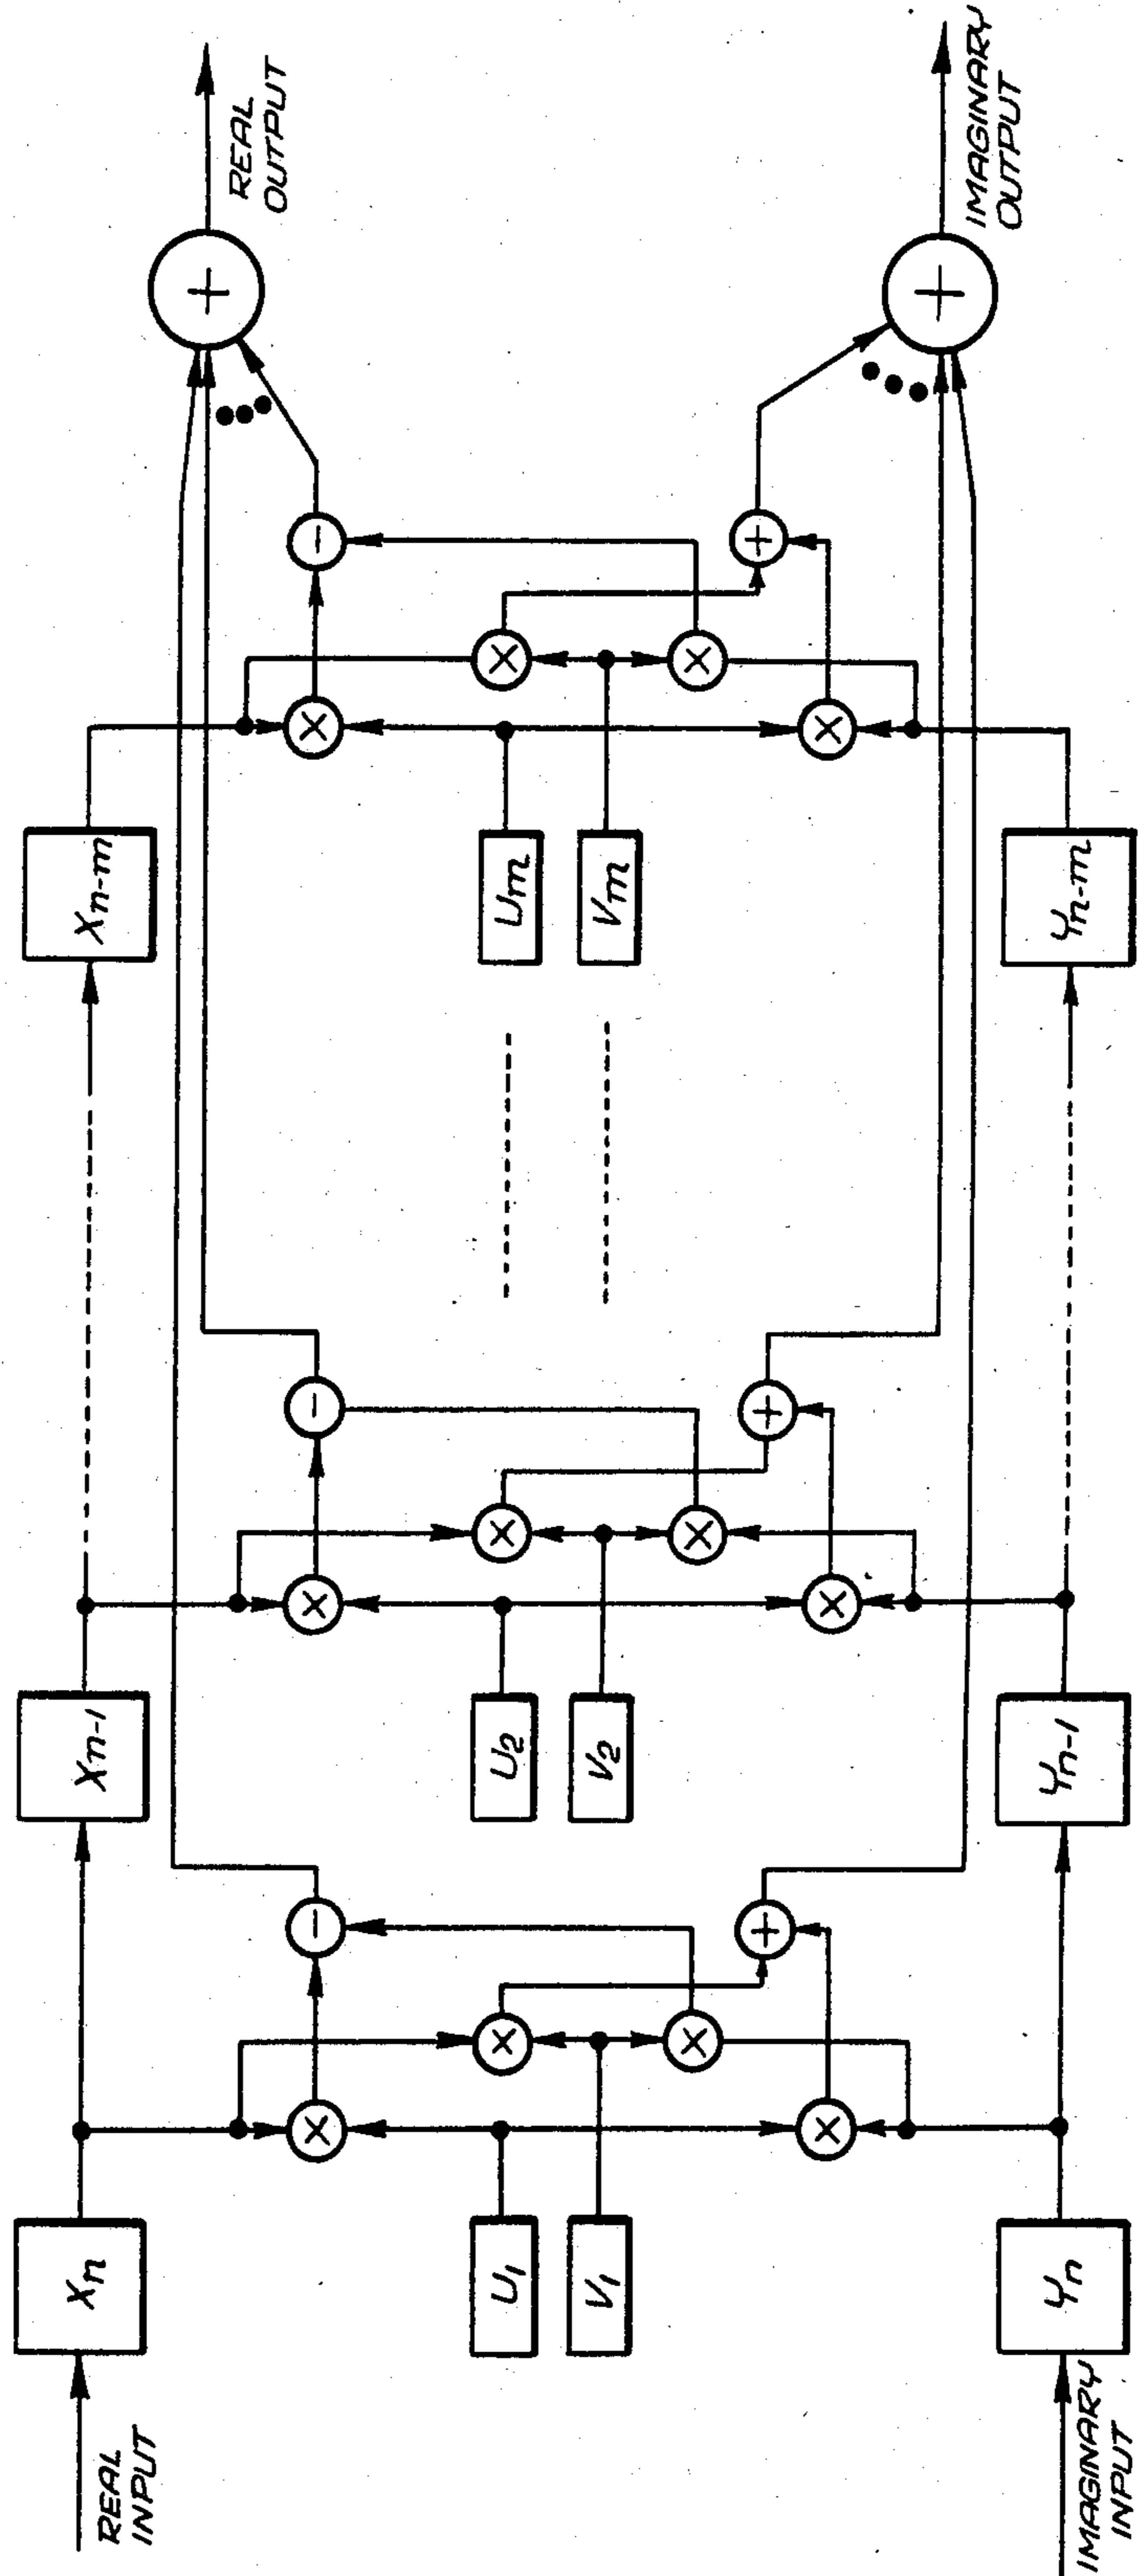 REAL
OUTPUT
IMAGINARY
OUTPUT
+
+
−
+
×
×
×
×
Xn-m
Um
Vm
Yn-m
−
+
×
×
×
×
Xn-1
U2
V2
Yn-1
−
+
×
×
×
×
Xn
U1
V1
Yn
REAL
INPUT
IMAGINARY
INPUT